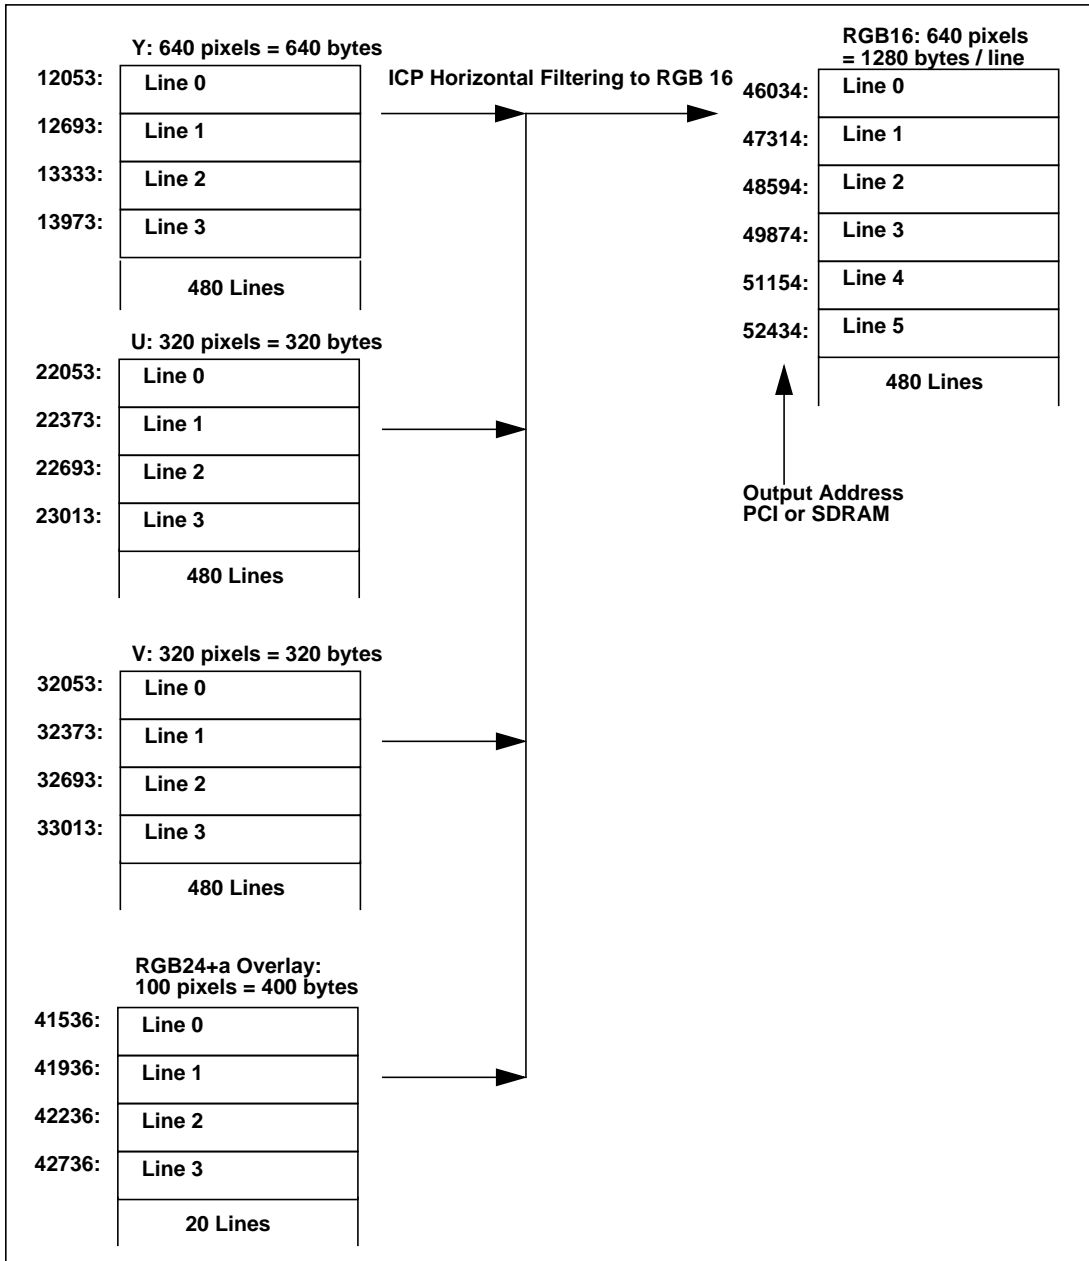 Y: 640 pixels = 640 bytes
12053: Line 0
12693: Line 1
13333: Line 2
13973: Line 3
480 Lines
U: 320 pixels = 320 bytes
22053: Line 0
22373: Line 1
22693: Line 2
23013: Line 3
480 Lines
V: 320 pixels = 320 bytes
32053: Line 0
32373: Line 1
32693: Line 2
33013: Line 3
480 Lines
RGB24+a Overlay:
100 pixels = 400 bytes
41536: Line 0
41936: Line 1
42236: Line 2
42736: Line 3
20 Lines
ICP Horizontal Filtering to RGB 16
RGB16: 640 pixels
= 1280 bytes / line
46034: Line 0
47314: Line 1
48594: Line 2
49874: Line 3
51154: Line 4
52434: Line 5
480 Lines
Output Address
PCI or SDRAM